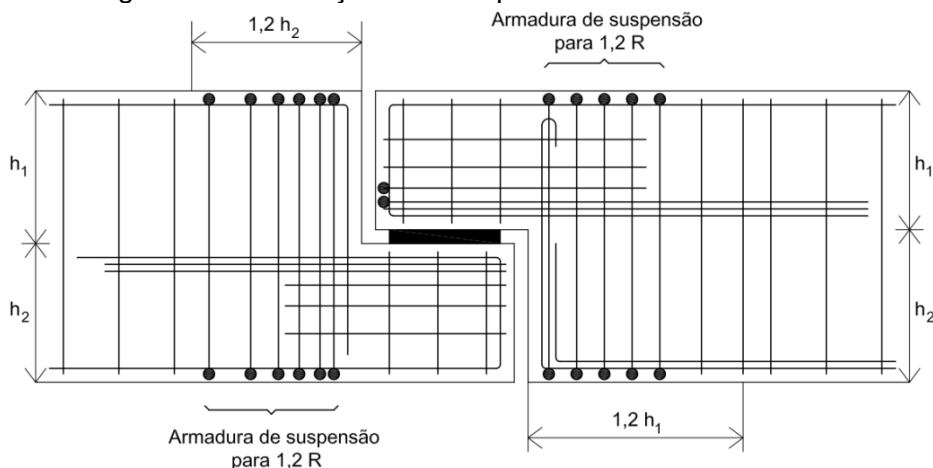 1,2 h2
Armadura de suspensão
para 1,2 R
h1
h1
h2
h2
1,2 h1
Armadura de suspensão
para 1,2 R